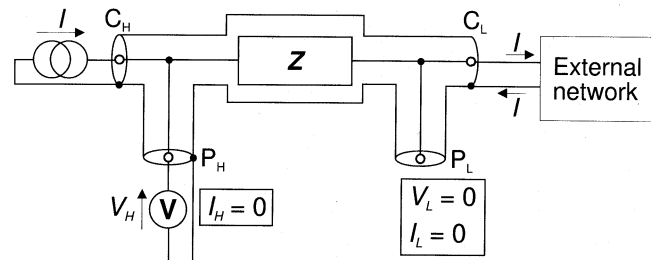 I
C_H
Z
C_L
I
External
network
I
P_H
P_L
V_H
V
I_H = 0
V_L = 0
I_L = 0